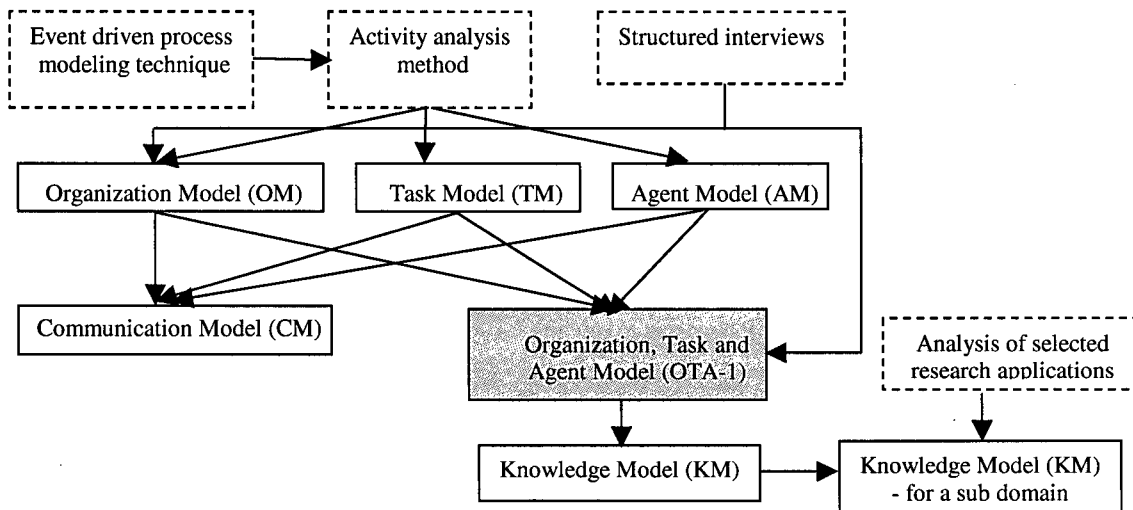 Event driven process
modeling technique
Activity analysis
method
Structured interviews
Organization Model (OM)
Task Model (TM)
Agent Model (AM)
Communication Model (CM)
Organization, Task and
Agent Model (OTA-1)
Analysis of selected
research applications
Knowledge Model (KM)
Knowledge Model (KM)
- for a sub domain